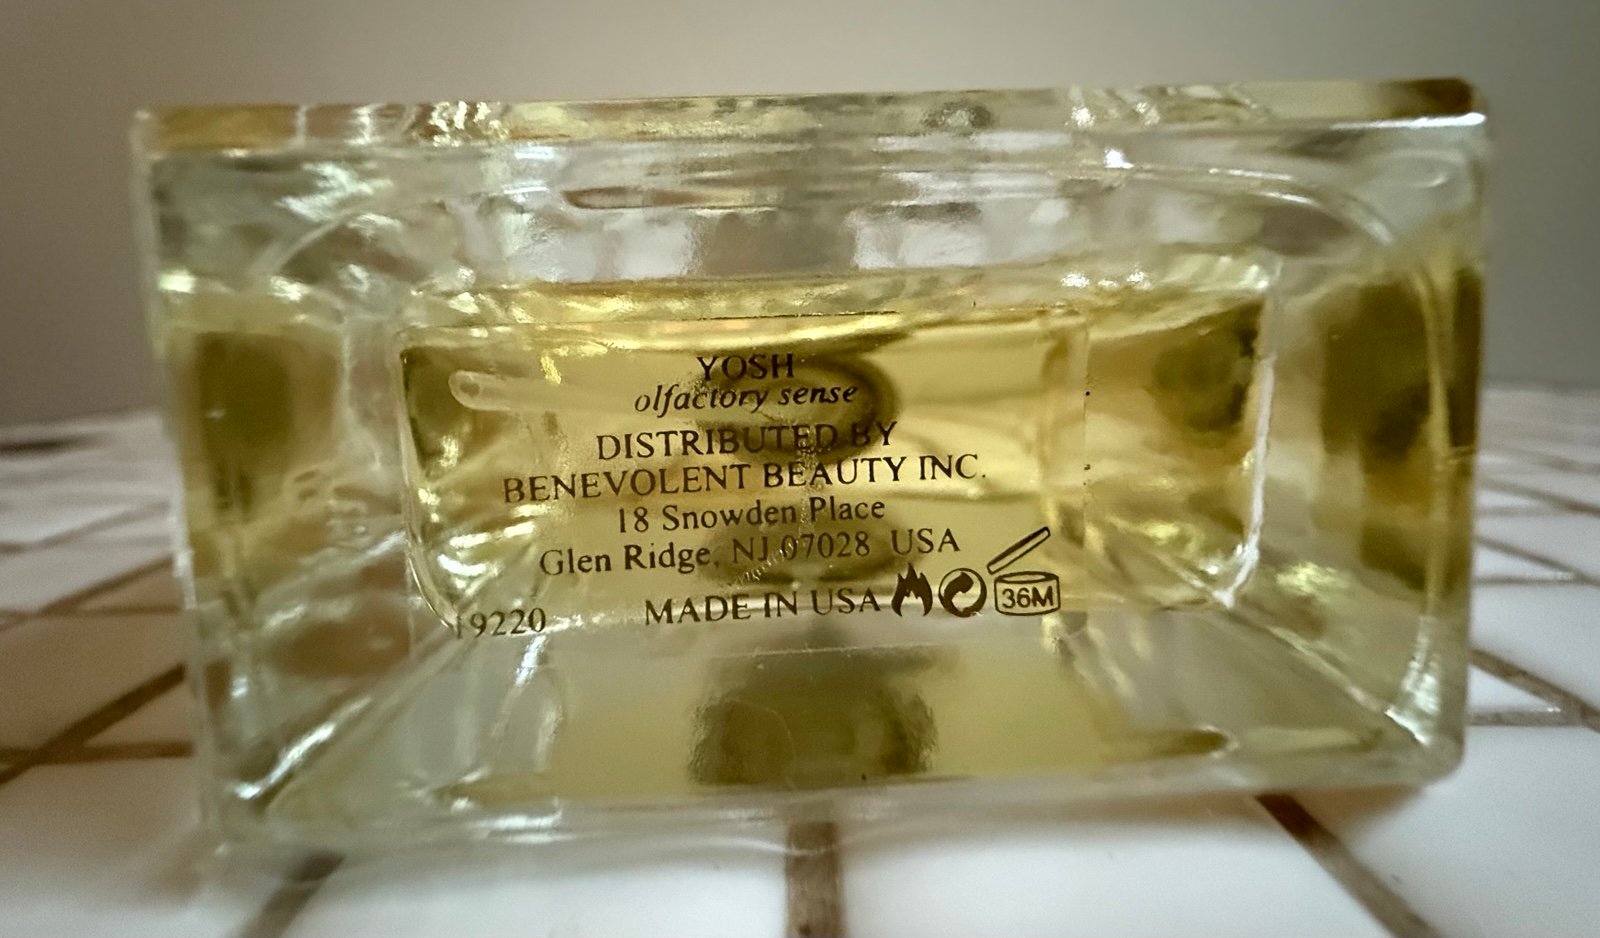 YOSH
olfactory sense
DISTRIBUTED BY
BENEVOLENT BEAUTY INC.
18 Snowden Place
Glen Ridge, NJ 07028 USA
19220 MADE IN USA 36M